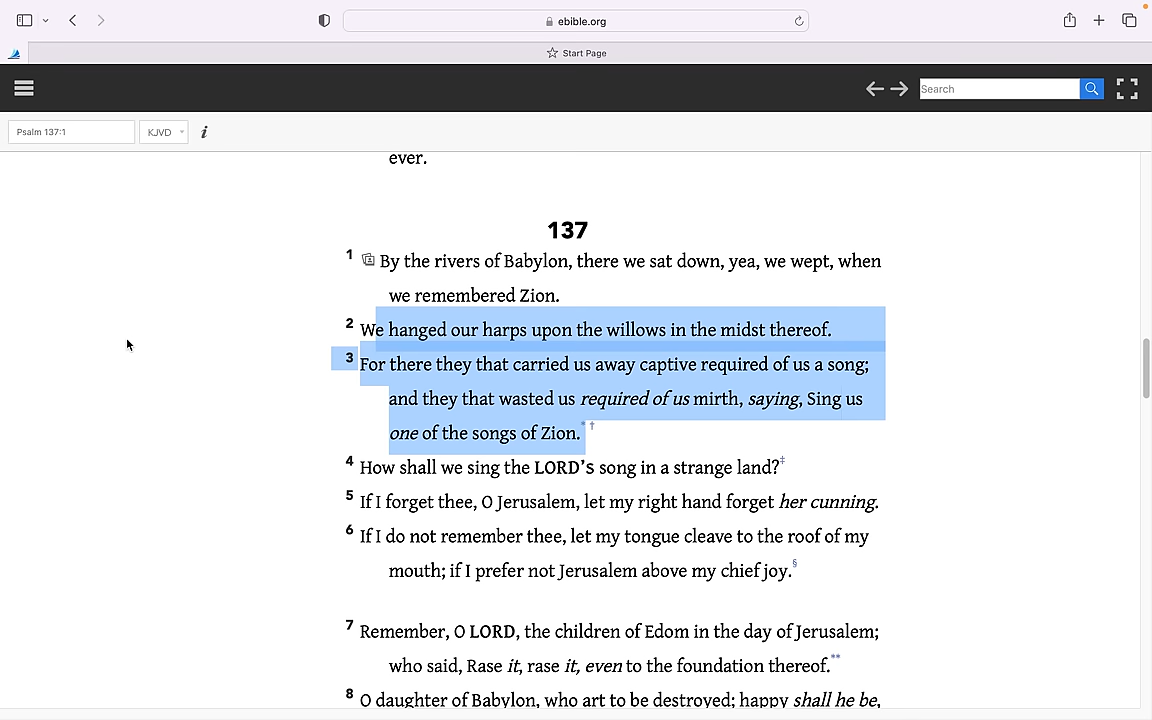 ebible.org
Start Page
Search
Psalm 137:1
KJVD
i
ever.
137
1 By the rivers of Babylon, there we sat down, yea, we wept, when
we remembered Zion.
2 We hanged our harps upon the willows in the midst thereof.
3 For there they that carried us away captive required of us a song;
and they that wasted us required of us mirth, saying, Sing us
one of the songs of Zion.* †
4 How shall we sing the LORD’s song in a strange land?‡
5 If I forget thee, O Jerusalem, let my right hand forget her cunning.
6 If I do not remember thee, let my tongue cleave to the roof of my
mouth; if I prefer not Jerusalem above my chief joy.§
7 Remember, O LORD, the children of Edom in the day of Jerusalem;
who said, Rase it, rase it, even to the foundation thereof.**
8 O daughter of Babylon, who art to be destroyed; happy shall he be,